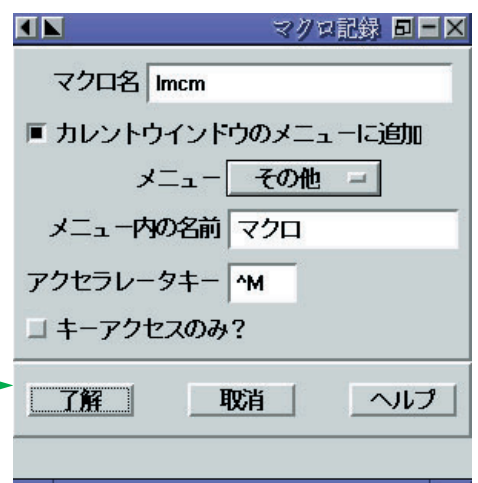 マクロ記録
マクロ名 lmcm
カレントウインドウのメニューに追加
メニュー その他
メニュー内の名前 マクロ
アクセラレータキー ^M
キーアクセスのみ?
了解 取消 ヘルプ